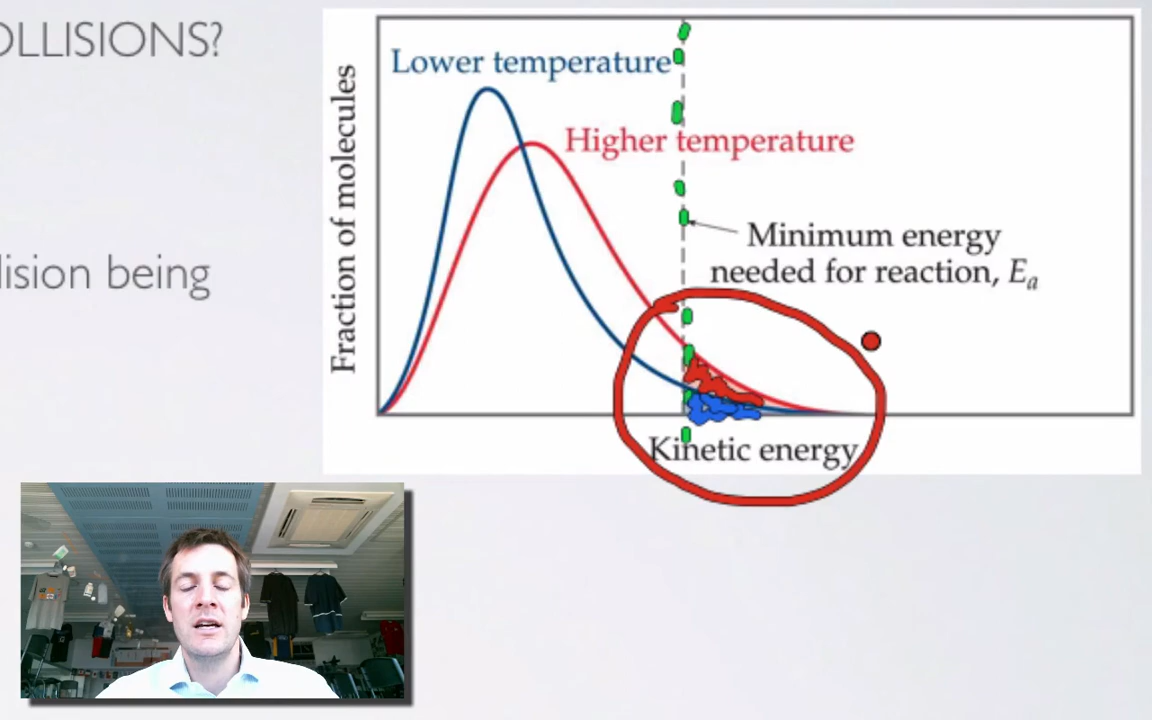 OLLISIONS?
lision being
Fraction of molecules
Lower temperature
Higher temperature
Minimum energy
needed for reaction, Ea
Kinetic energy